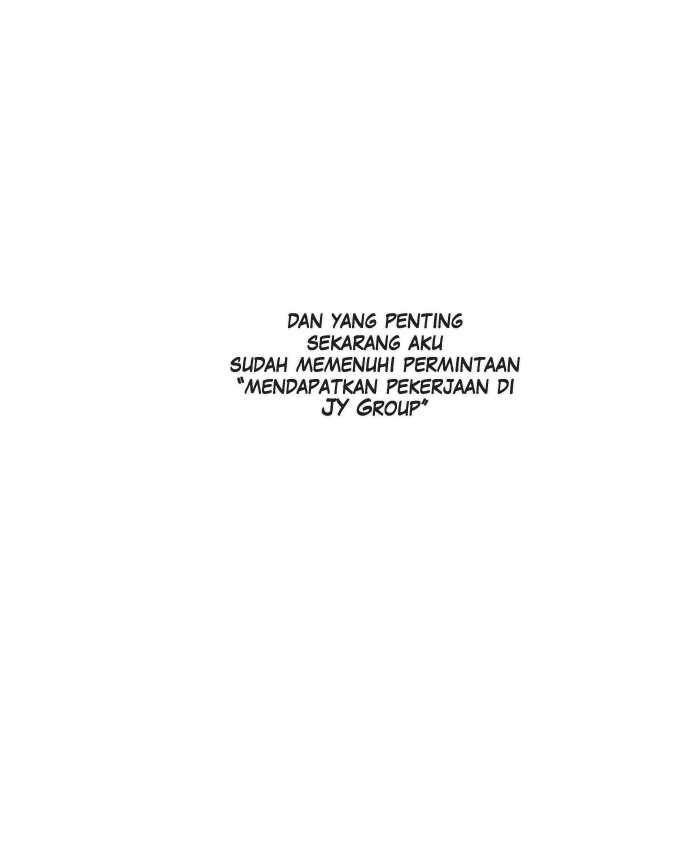 DAN YANG PENTING
SEKARANG AKU
SUDAH MEMENUHI PERMINTAAN
"MENDAPATKAN PEKERJAAN DI
JY GROUP"